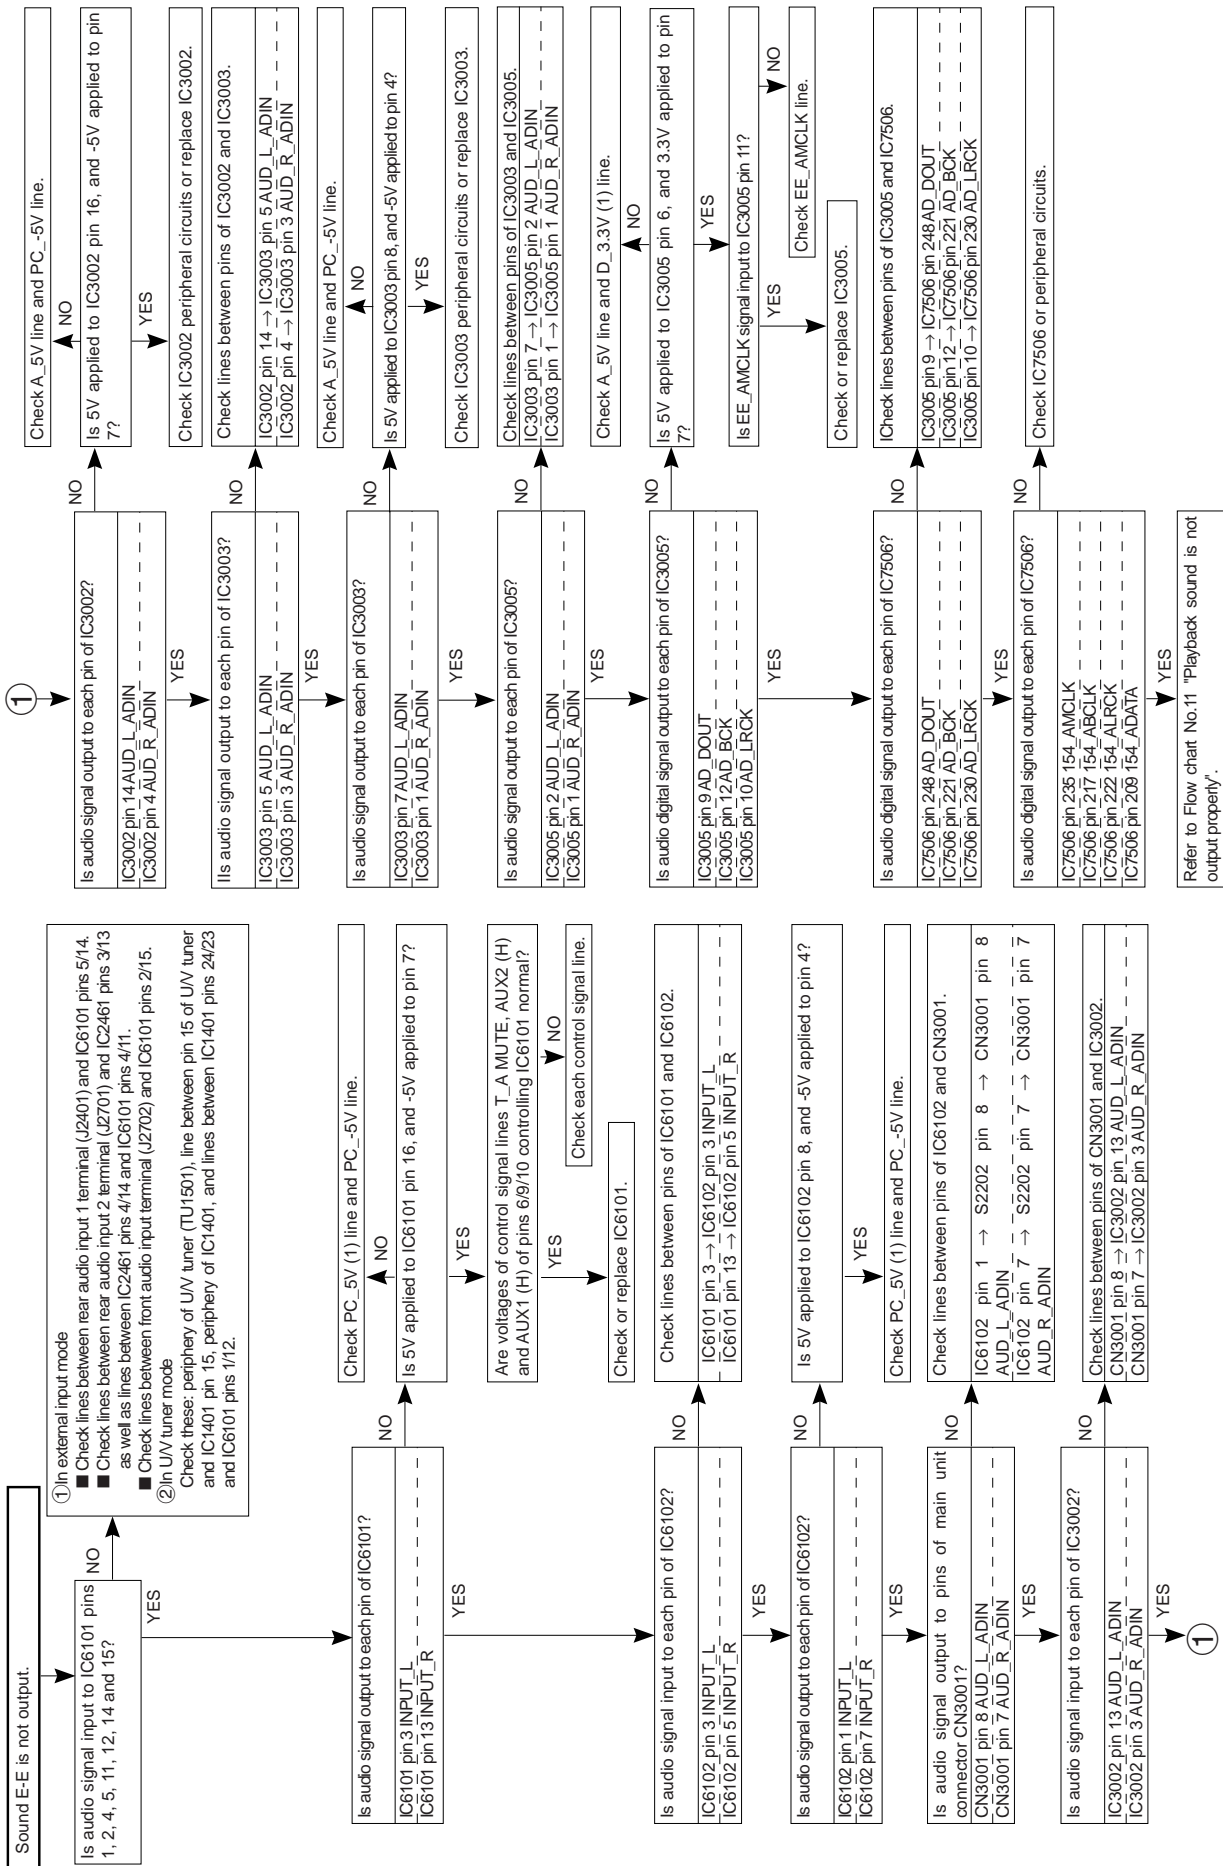 Sound E-E is not output.
Is audio signal input to IC6101 pins
1, 2, 4, 5, 11, 12, 14 and 15?
NO
YES
①In external input mode
■ Check lines between rear audio input 1 terminal (J2401) and IC6101 pins 5/14.
■ Check lines between rear audio input 2 terminal (J2701) and IC2461 pins 3/13
as well as lines between IC2461 pins 4/14 and IC6101 pins 4/11.
■ Check lines between front audio input terminal (J2702) and IC6101 pins 2/15.
②In U/V tuner mode
Check these: periphery of U/V tuner (TU1501), line between pin 15 of U/V tuner
and IC1401 pin 15, periphery of IC1401, and lines between IC1401 pins 24/23
and IC6101 pins 1/12.
Is audio signal output to each pin of IC6101?
IC6101 pin 3 INPUT_L
IC6101 pin 13 INPUT_R
NO
YES
Check PC_5V (1) line and PC_-5V line.
NO
Is 5V applied to IC6101 pin 16, and -5V applied to pin 7?
YES
Are voltages of control signal lines T_A MUTE, AUX2 (H)
and AUX1 (H) of pins 6/9/10 controlling IC6101 normal?
YES
NO
Check each control signal line.
Check or replace IC6101.
Is audio signal input to each pin of IC6102?
IC6102 pin 3 INPUT_L
IC6102 pin 5 INPUT_R
NO
YES
Check lines between pins of IC6101 and IC6102.
IC6101 pin 3 → IC6102 pin 3 INPUT_L
IC6101 pin 13 → IC6102 pin 5 INPUT_R
Is audio signal output to each pin of IC6102?
IC6102 pin 1 INPUT_L
IC6102 pin 7 INPUT_R
NO
YES
Is 5V applied to IC6102 pin 8, and -5V applied to pin 4?
YES
Check PC_5V (1) line and PC_-5V line.
Is audio signal output to pins of main unit
connector CN3001?
CN3001 pin 8 AUD_L_ADIN
CN3001 pin 7 AUD_R_ADIN
NO
YES
Check lines between pins of IC6102 and CN3001.
IC6102 pin 1 → S2202 pin 8 → CN3001 pin 8
AUD_L_ADIN
IC6102 pin 7 → S2202 pin 7 → CN3001 pin 7
AUD_R_ADIN
Is audio signal input to each pin of IC3002?
IC3002 pin 13 AUD_L_ADIN
IC3002 pin 3 AUD_R_ADIN
NO
YES
Check lines between pins of CN3001 and IC3002.
CN3001 pin 8 → IC3002 pin 13 AUD_L_ADIN
CN3001 pin 7 → IC3002 pin 3 AUD_R_ADIN
①
①
Is audio signal output to each pin of IC3002?
IC3002 pin 14 AUD_L_ADIN
IC3002 pin 4 AUD_R_ADIN
NO
YES
Check A_5V line and PC_-5V line.
NO
Is 5V applied to IC3002 pin 16, and -5V applied to pin
7?
YES
Check IC3002 peripheral circuits or replace IC3002.
IIs audio signal output to each pin of IC3003?
IC3003 pin 5 AUD_L_ADIN
IC3003 pin 3 AUD_R_ADIN
NO
YES
Check lines between pins of IC3002 and IC3003.
IC3002 pin 14 → IC3003 pin 5 AUD_L_ADIN
IC3002 pin 4 → IC3003 pin 3 AUD_R_ADIN
Is audio signal output to each pin of IC3003?
IC3003 pin 7 AUD_L_ADIN
IC3003 pin 1 AUD_R_ADIN
NO
YES
Check A_5V line and PC_-5V line.
NO
Is 5V applied to IC3003 pin 8, and -5V applied to pin 4?
YES
Check IC3003 peripheral circuits or replace IC3003.
Is audio signal output to each pin of IC3005?
IC3005 pin 2 AUD_L_ADIN
IC3005 pin 1 AUD_R_ADIN
NO
YES
Check lines between pins of IC3003 and IC3005.
IC3003 pin 7 → IC3005 pin 2 AUD_L_ADIN
IC3003 pin 1 → IC3005 pin 1 AUD_R_ADIN
Is audio digital signal output to each pin of IC3005?
IC3005 pin 9 AD_DOUT
IC3005 pin 12 AD_BCK
IC3005 pin 10 AD_LRCK
NO
YES
Check A_5V line and D_3.3V (1) line.
NO
Is 5V applied to IC3005 pin 6, and 3.3V applied to pin
7?
YES
Is EE_AMCLK signal input to IC3005 pin 11?
YES
NO
Check EE_AMCLK line.
Check or replace IC3005.
Is audio digital signal output to each pin of IC7506?
IC7506 pin 248 AD_DOUT
IC7506 pin 221 AD_BCK
IC7506 pin 230 AD_LRCK
NO
YES
ICheck lines between pins of IC3005 and IC7506.
IC3005 pin 9 → IC7506 pin 248 AD_DOUT
IC3005 pin 12 → IC7506 pin 221 AD_BCK
IC3005 pin 10 → IC7506 pin 230 AD_LRCK
Is audio digital signal output to each pin of IC7506?
IC7506 pin 235 154_AMCLK
IC7506 pin 217 154_ABCLK
IC7506 pin 222 154_ALRCK
IC7506 pin 209 154_ADATA
NO
YES
Check IC7506 or peripheral circuits.
Refer to Flow chart No.11 "Playback sound is not
output properly".